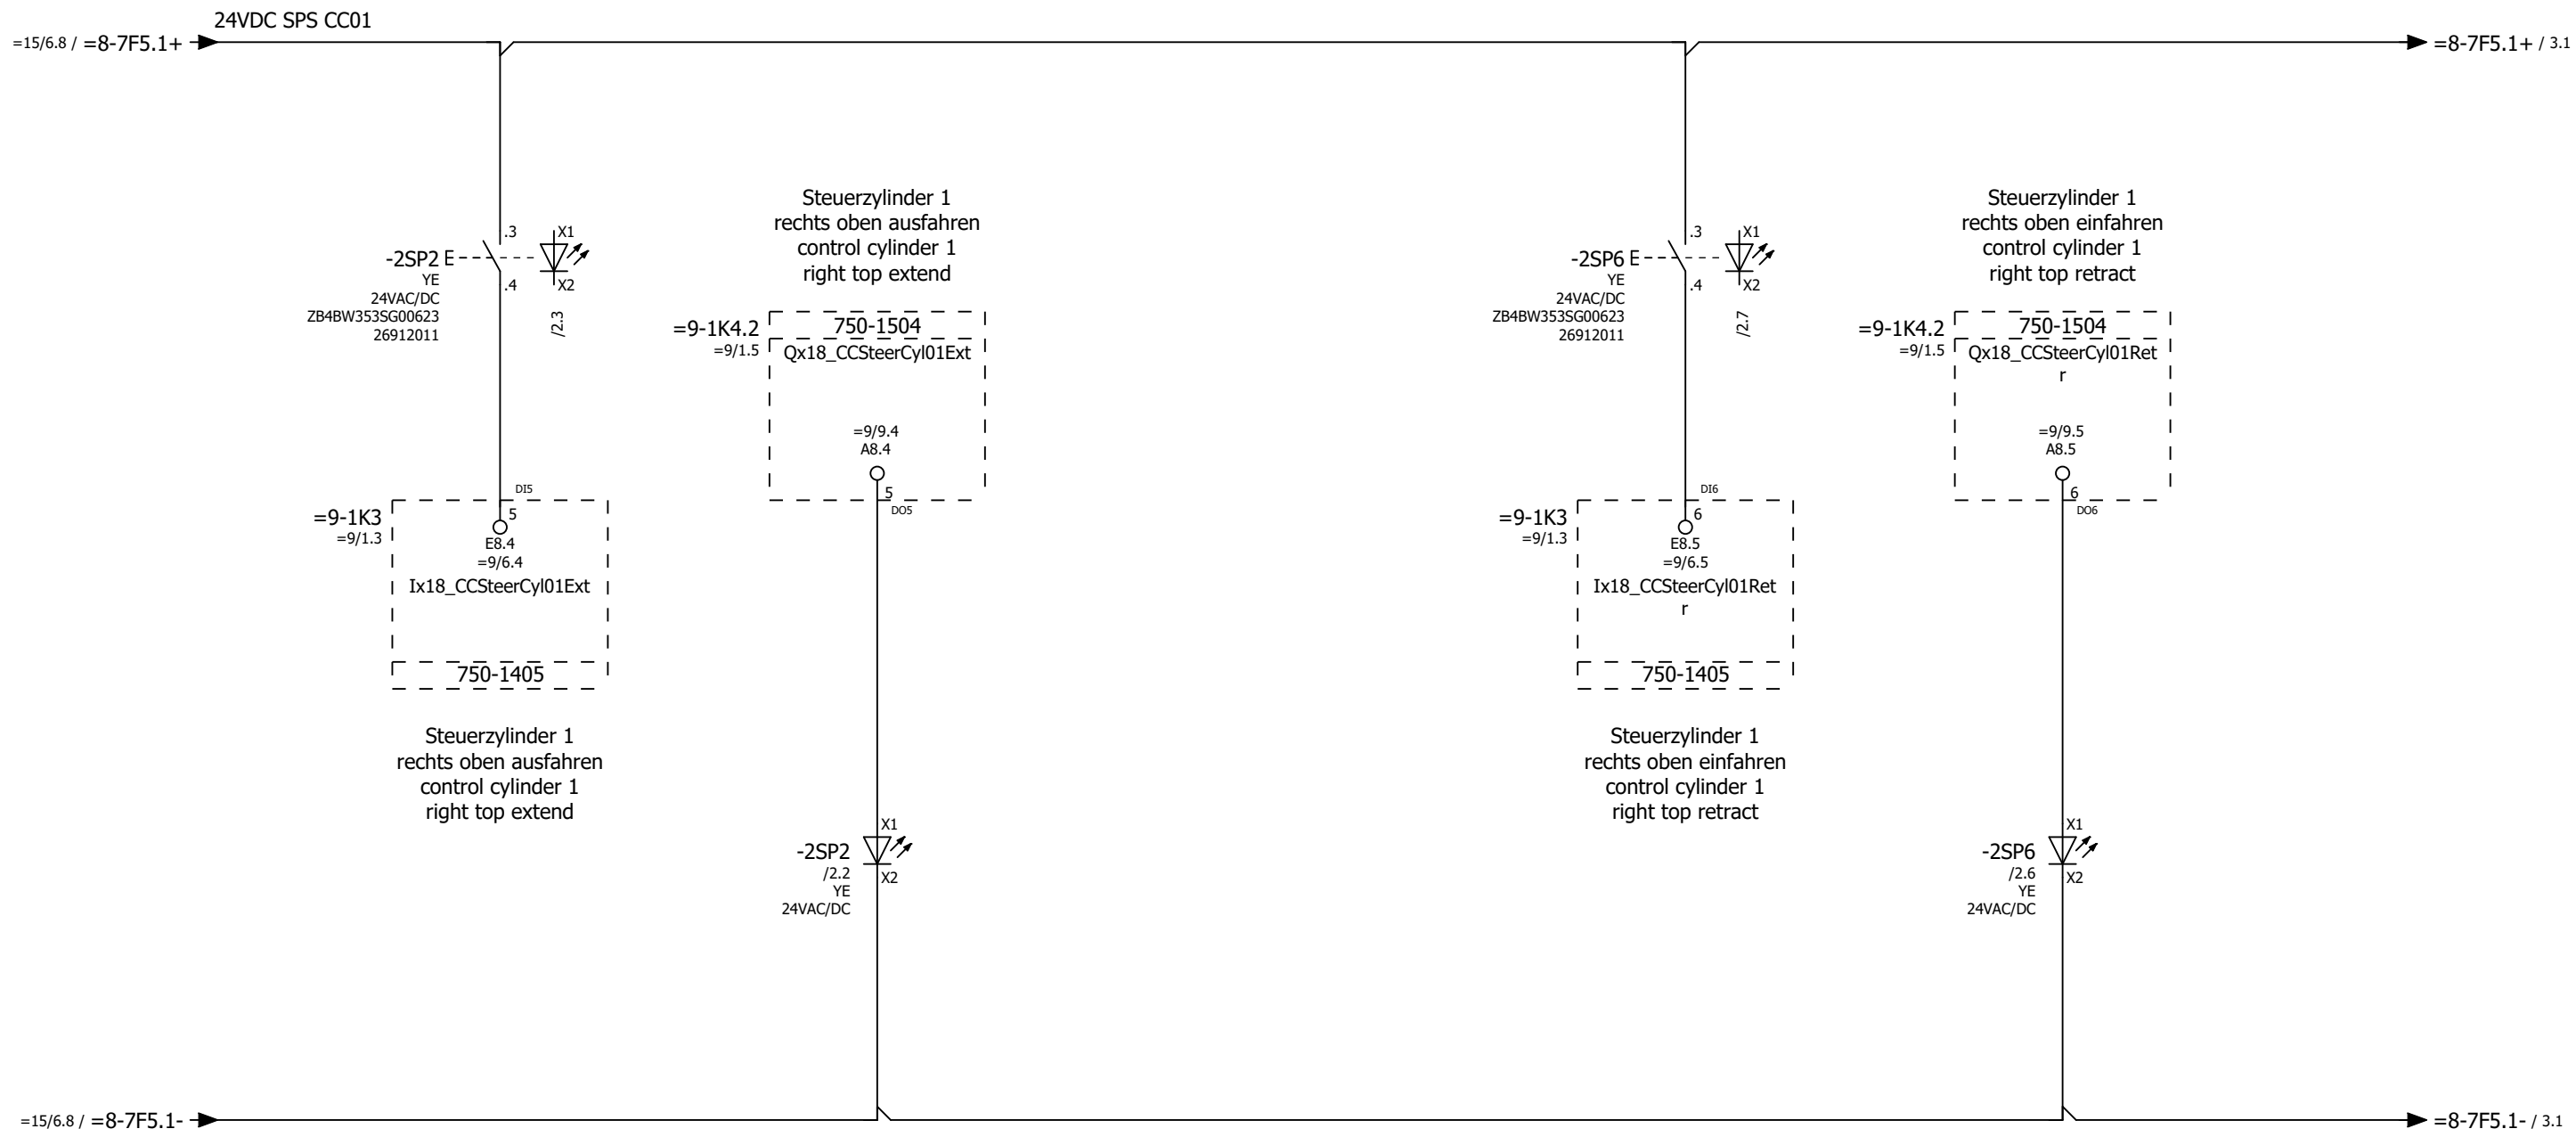 24VDC SPS CC01
=15/6.8 / =8-7F5.1+
=8-7F5.1+ / 3.1
.3
X1
-2SP2 E
YE
.4
X2
24VAC/DC
ZB4BW353SG00623
26912011
/2.3
Steuerzylinder 1
rechts oben ausfahren
control cylinder 1
right top extend
=9-1K4.2
=9/1.5
750-1504
Qx18_CCSteerCyl01Ext
=9/9.4
A8.4
5
DO5
DI5
=9-1K3
=9/1.3
5
E8.4
=9/6.4
Ix18_CCSteerCyl01Ext
750-1405
Steuerzylinder 1
rechts oben ausfahren
control cylinder 1
right top extend
X1
-2SP2
/2.2
X2
YE
24VAC/DC
.3
X1
-2SP6 E
YE
.4
X2
24VAC/DC
ZB4BW353SG00623
26912011
/2.7
Steuerzylinder 1
rechts oben einfahren
control cylinder 1
right top retract
=9-1K4.2
=9/1.5
750-1504
Qx18_CCSteerCyl01Ret
r
=9/9.5
A8.5
6
DO6
DI6
=9-1K3
=9/1.3
6
E8.5
=9/6.5
Ix18_CCSteerCyl01Ret
r
750-1405
Steuerzylinder 1
rechts oben einfahren
control cylinder 1
right top retract
X1
-2SP6
/2.6
X2
YE
24VAC/DC
=15/6.8 / =8-7F5.1-
=8-7F5.1- / 3.1